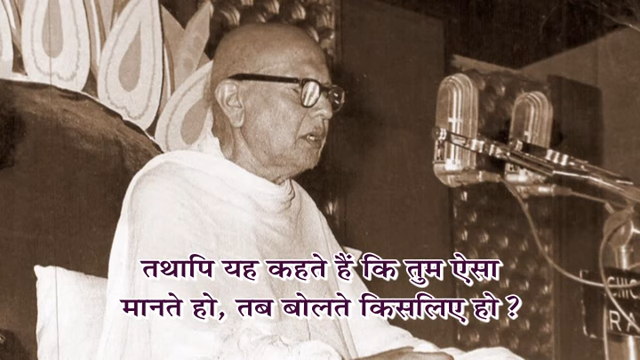 तथापि यह कहते हैं कि तुम ऐसा
मानते हो, तब बोलते किसलिए हो ?